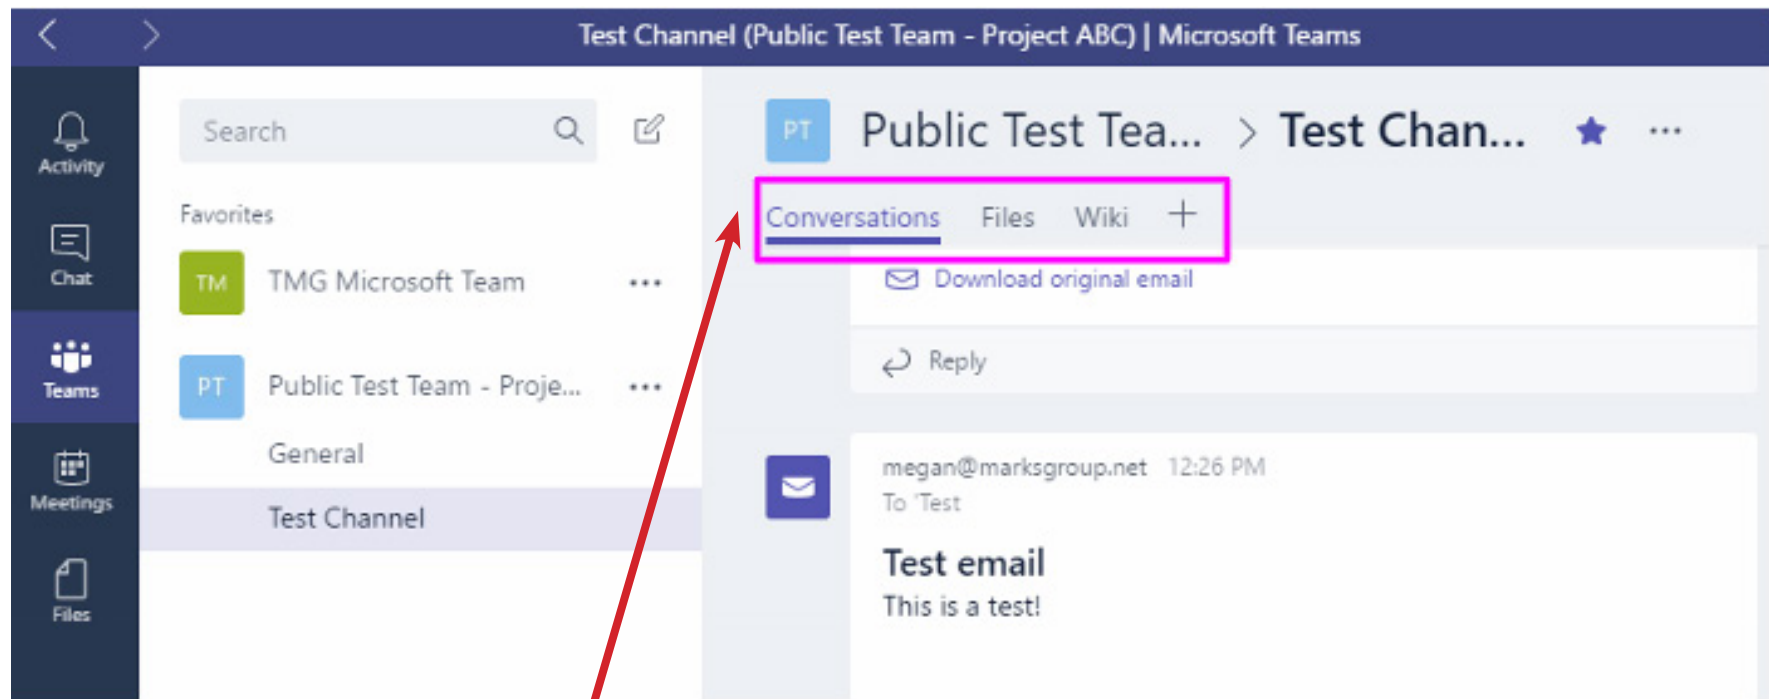 Test Channel (Public Test Team - Project ABC) | Microsoft Teams
Activity
Chat
Teams
Meetings
Files
Search
Favorites
TM TMG Microsoft Team ...
PT Public Test Team - Proje... ...
General
Test Channel
PT Public Test Tea... > Test Chan... ...
Conversations Files Wiki +
Download original email
Reply
megan@marksgroup.net 12:26 PM
To 'Test
Test email
This is a test!